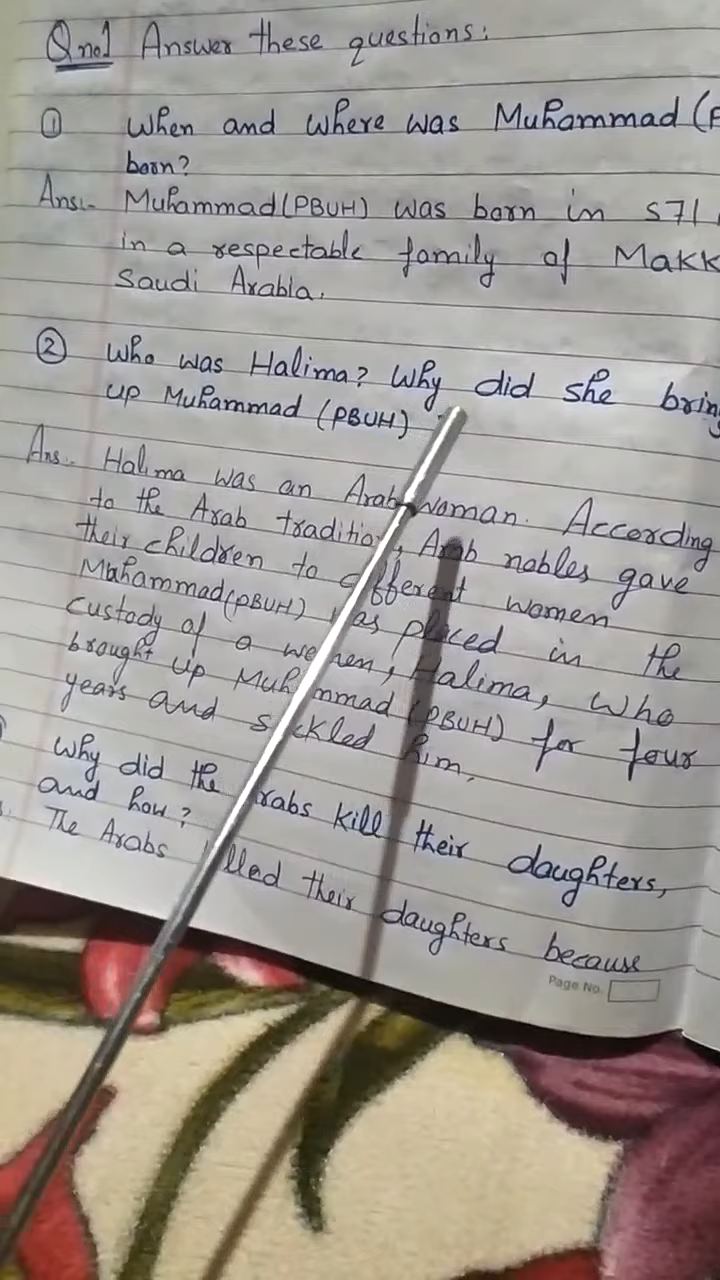 Qno1 Answer these questions:
① When and where was Muhammad (P
born?
Ans:- Muhammad (PBUH) was born in 571
in a respectable family of Makk
Saudi Arabia.
② Who was Halima? Why did she bring
up Muhammad (PBUH)
Ans:- Halima was an Arab woman. According
to the Arab tradition, Arab nobles gave
their children to different women
Muhammad (PBUH) was placed in the
custody of a women, Halima, who
brought up Muhammad (PBUH) for four
years and suckled him.
Why did the Arabs kill their daughters,
and how?
The Arabs killed their daughters because
Page No.